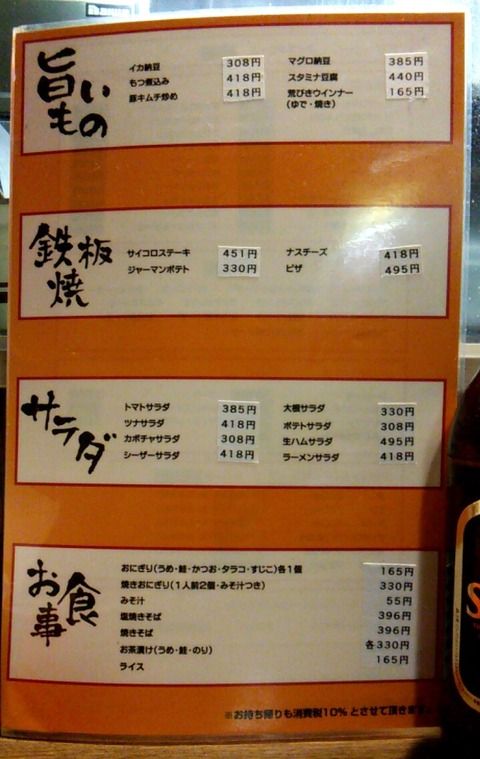 旨いもの
イカ納豆 308円
もつ煮込み 418円
豚キムチ炒め 418円
マグロ納豆 385円
スタミナ豆腐 440円
荒びきウインナー 165円
(ゆで・焼き)
鉄板焼
サイコロステーキ 451円
ジャーマンポテト 330円
ナスチーズ 418円
ピザ 495円
サラダ
トマトサラダ 385円
ツナサラダ 418円
カボチャサラダ 308円
シーザーサラダ 418円
大根サラダ 330円
ポテトサラダ 308円
生ハムサラダ 495円
ラーメンサラダ 418円
お食事
おにぎり(うめ・鮭・かつお・タラコ・すじこ)各1個 165円
焼きおにぎり(1人前2個・みそ汁つき) 330円
みそ汁 55円
塩焼きそば 396円
焼きそば 396円
お茶漬け(うめ・鮭・のり) 各330円
ライス 165円
※お持ち帰りも消費税10%とさせて頂きます。